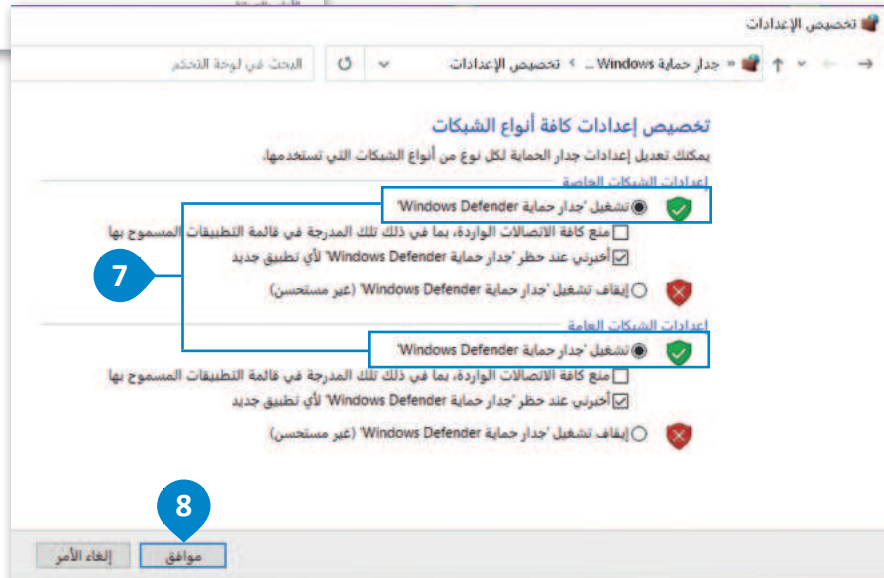 تخصيص الإعدادات
جدار حماية Windows ... › تخصيص الإعدادات
البحث في لوحة التحكم
تخصيص إعدادات كافة أنواع الشبكات
يمكنك تعديل إعدادات جدار الحماية لكل نوع من أنواع الشبكات التي تستخدمها.
إعدادات الشبكات الخاصة
تشغيل 'جدار حماية Windows Defender'
منع كافة الاتصالات الواردة، بما في ذلك تلك المدرجة في قائمة التطبيقات المسموح بها
أخبرني عند حظر 'جدار حماية Windows Defender' لأي تطبيق جديد
7
إيقاف تشغيل 'جدار حماية Windows Defender' (غير مستحسن)
إعدادات الشبكات العامة
تشغيل 'جدار حماية Windows Defender'
منع كافة الاتصالات الواردة، بما في ذلك تلك المدرجة في قائمة التطبيقات المسموح بها
أخبرني عند حظر 'جدار حماية Windows Defender' لأي تطبيق جديد
إيقاف تشغيل 'جدار حماية Windows Defender' (غير مستحسن)
8
موافق
إلغاء الأمر